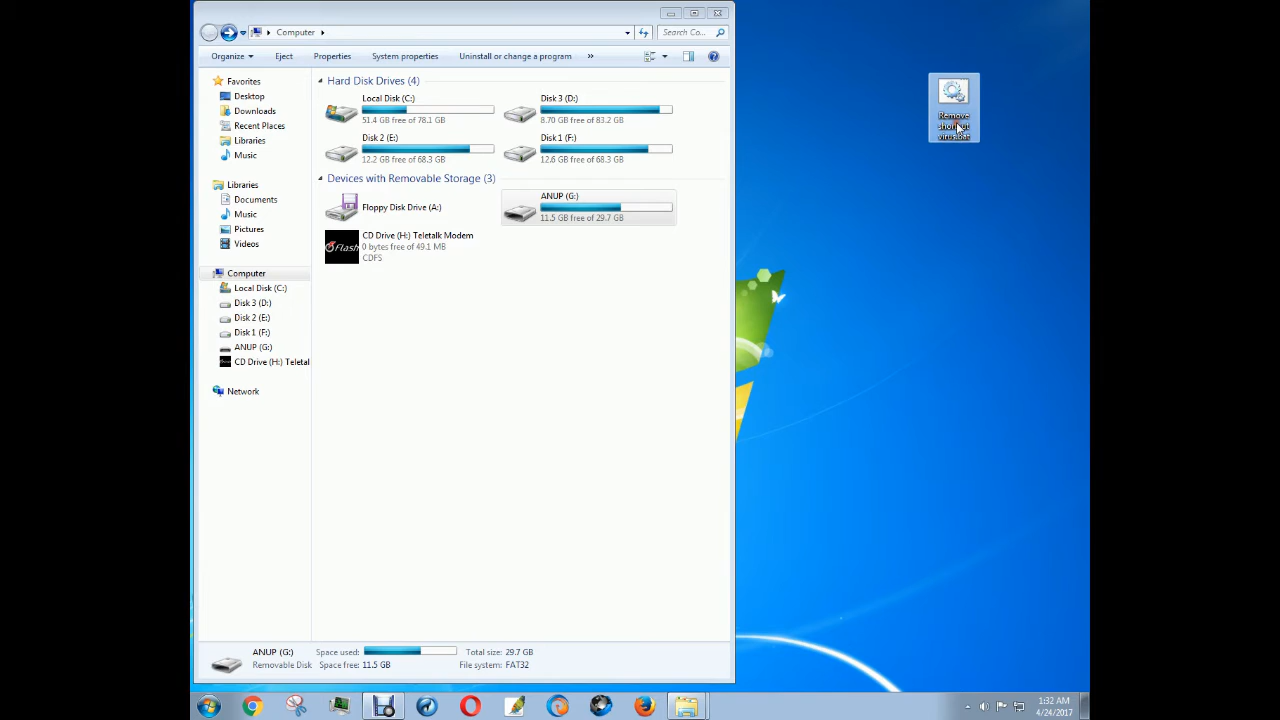 Computer
Search Co...
Organize Eject Properties System properties Uninstall or change a program »
Favorites
Desktop
Downloads
Recent Places
Libraries
Music
Libraries
Documents
Music
Pictures
Videos
Computer
Local Disk (C:)
Disk 3 (D:)
Disk 2 (E:)
Disk 1 (F:)
ANUP (G:)
CD Drive (H:) Teletal
Network
Hard Disk Drives (4)
Local Disk (C:)
51.4 GB free of 78.1 GB
Disk 3 (D:)
8.70 GB free of 83.2 GB
Disk 2 (E:)
12.2 GB free of 68.3 GB
Disk 1 (F:)
12.6 GB free of 68.3 GB
Devices with Removable Storage (3)
Floppy Disk Drive (A:)
ANUP (G:)
11.5 GB free of 29.7 GB
Flash
CD Drive (H:) Teletalk Modem
0 bytes free of 49.1 MB
CDFS
Remove
shortcut
virus.bat
ANUP (G:) Space used: Total size: 29.7 GB
Removable Disk Space free: 11.5 GB File system: FAT32
1:32 AM
4/24/2017